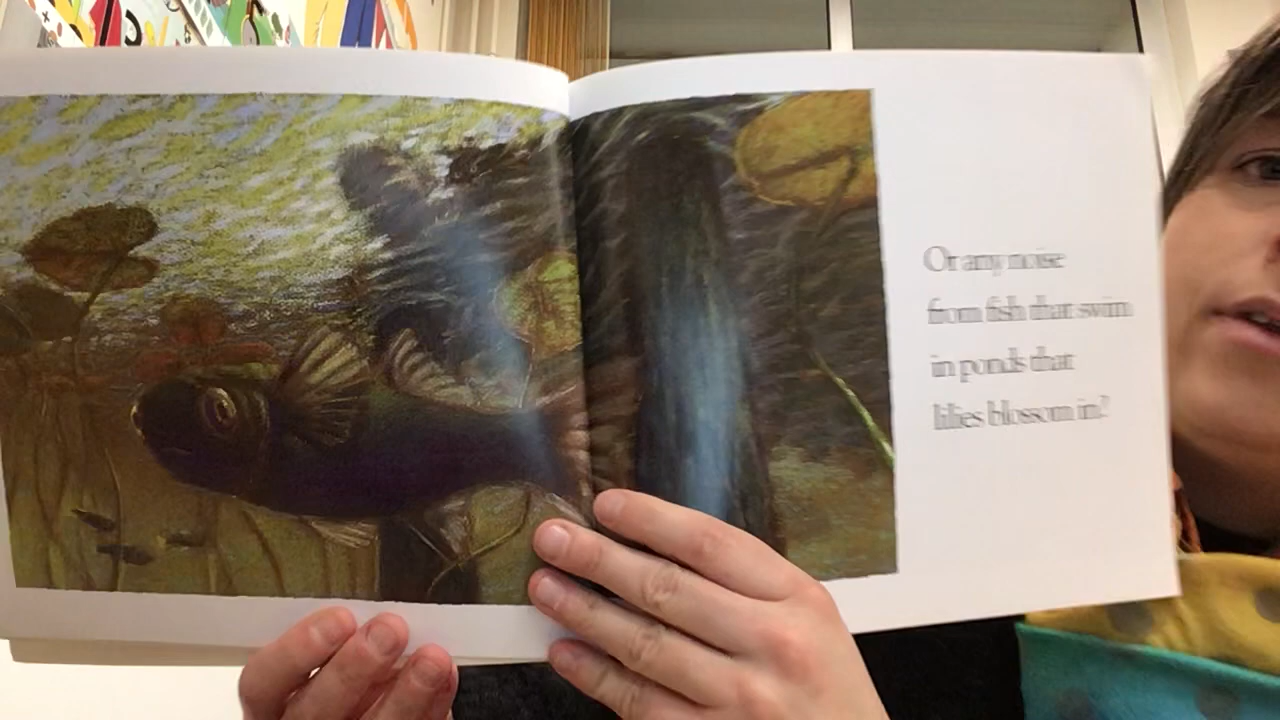 Or any noise
from fish that swim
in ponds that
lilies blossom in?